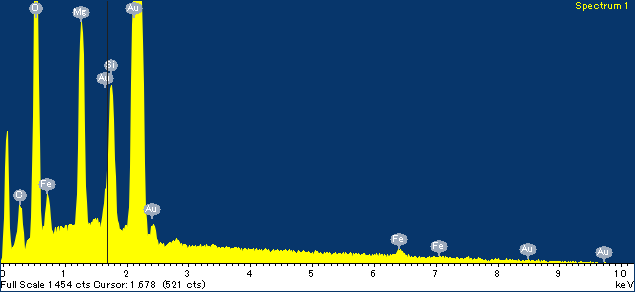 Spectrum 1
O
Mg
Au
Si
Au
Fe
C
Au
Fe
Fe
Au
Au
0 1 2 3 4 5 6 7 8 9 10
Full Scale 1454 cts Cursor: 1.678 (521 cts) keV